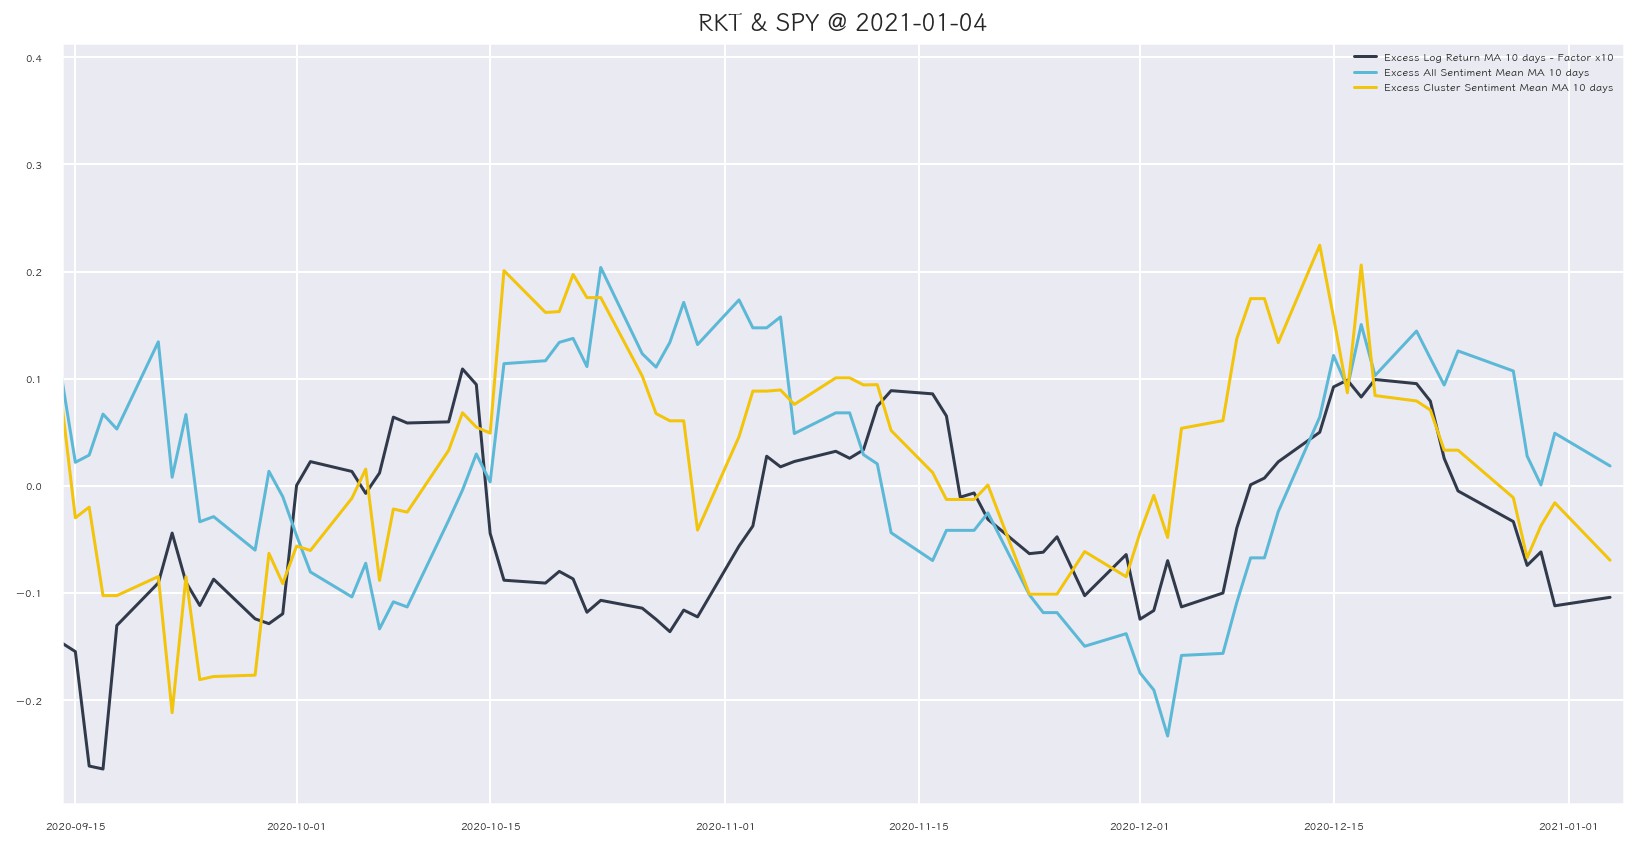 RKT & SPY @ 2021-01-04
Excess Log Return MA 10 days - Factor x10
Excess All Sentiment Mean MA 10 days
Excess Cluster Sentiment Mean MA 10 days
0.4
0.3
0.2
0.1
0.0
−0.1
−0.2
2020-09-15 2020-10-01 2020-10-15 2020-11-01 2020-11-15 2020-12-01 2020-12-15 2021-01-01